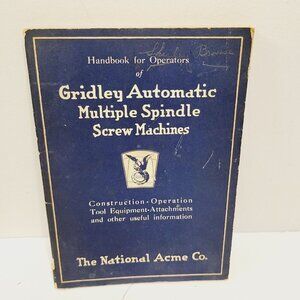 Handbook for Operators
of
Gridley Automatic
Multiple Spindle
Screw Machines
Construction - Operation
Tool Equipment - Attachments
and other useful information
The National Acme Co.